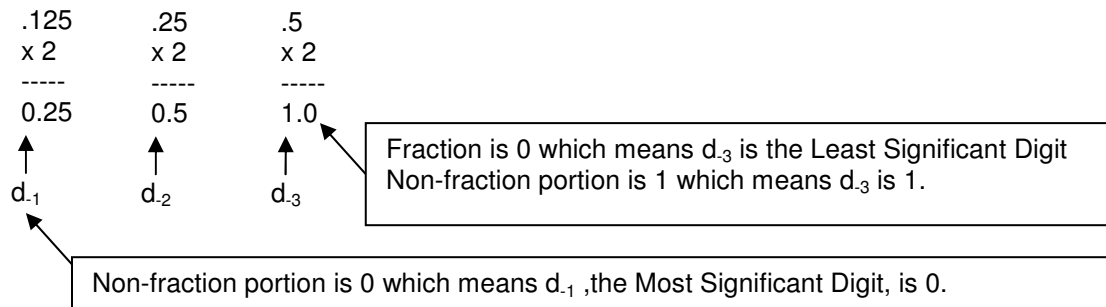 .125 .25 .5
x 2 x 2 x 2
----- ----- -----
0.25 0.5 1.0
Fraction is 0 which means d-3 is the Least Significant Digit
Non-fraction portion is 1 which means d-3 is 1.
d-1 d-2 d-3
Non-fraction portion is 0 which means d-1 ,the Most Significant Digit, is 0.